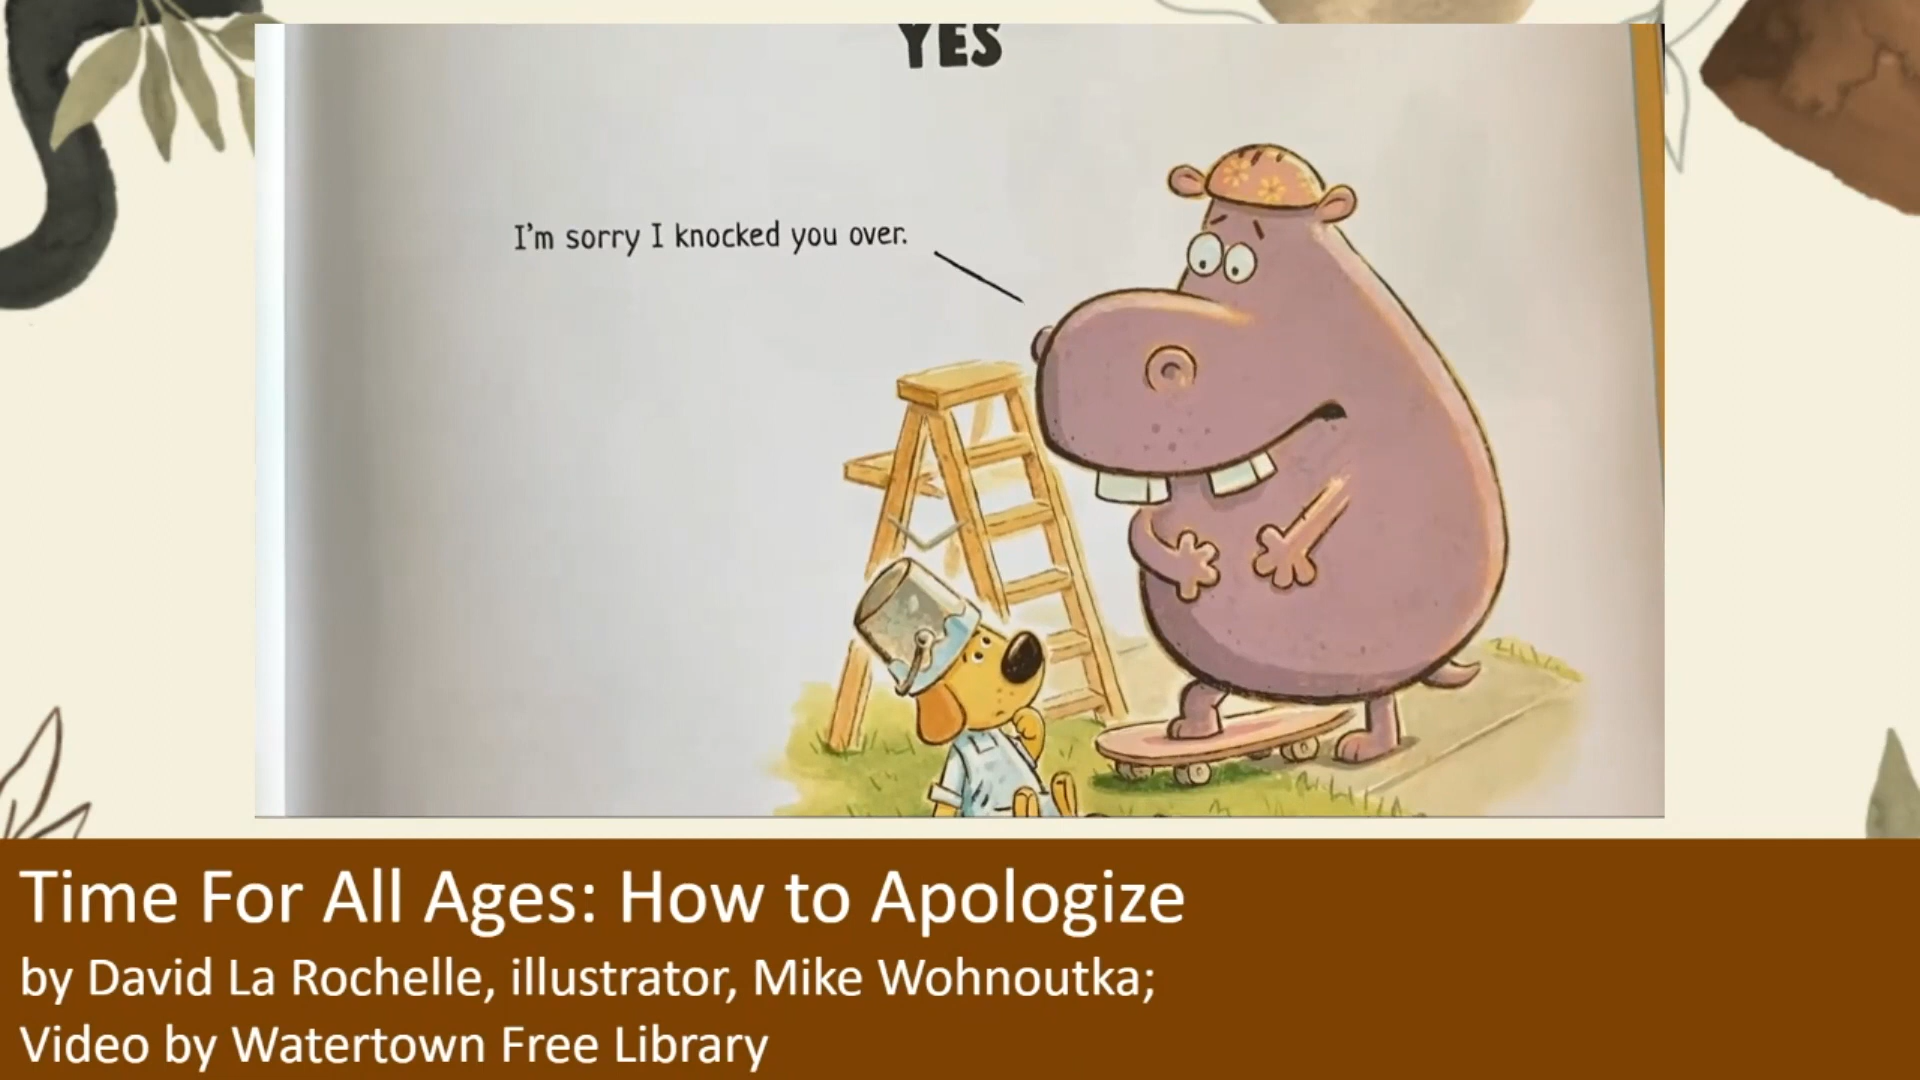 YES
I'm sorry I knocked you over.
Time For All Ages: How to Apologize
by David La Rochelle, illustrator, Mike Wohnoutka;
Video by Watertown Free Library